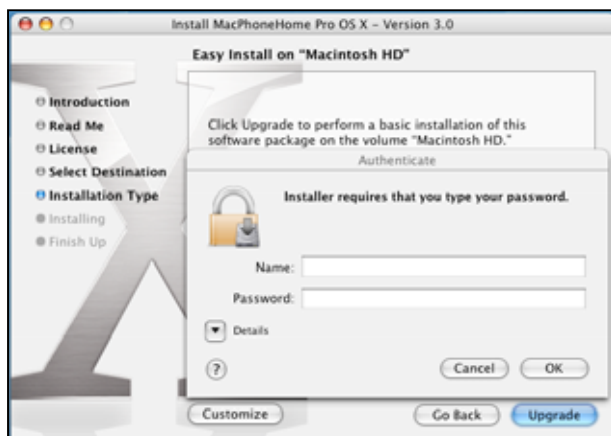 Install MacPhoneHome Pro OS X – Version 3.0
Easy Install on "Macintosh HD"
Introduction
Read Me
License
Select Destination
Installation Type
Installing
Finish Up
Click Upgrade to perform a basic installation of this
software package on the volume "Macintosh HD."
Authenticate
Installer requires that you type your password.
Name:
Password:
Details
?
Cancel
OK
Customize
Go Back
Upgrade